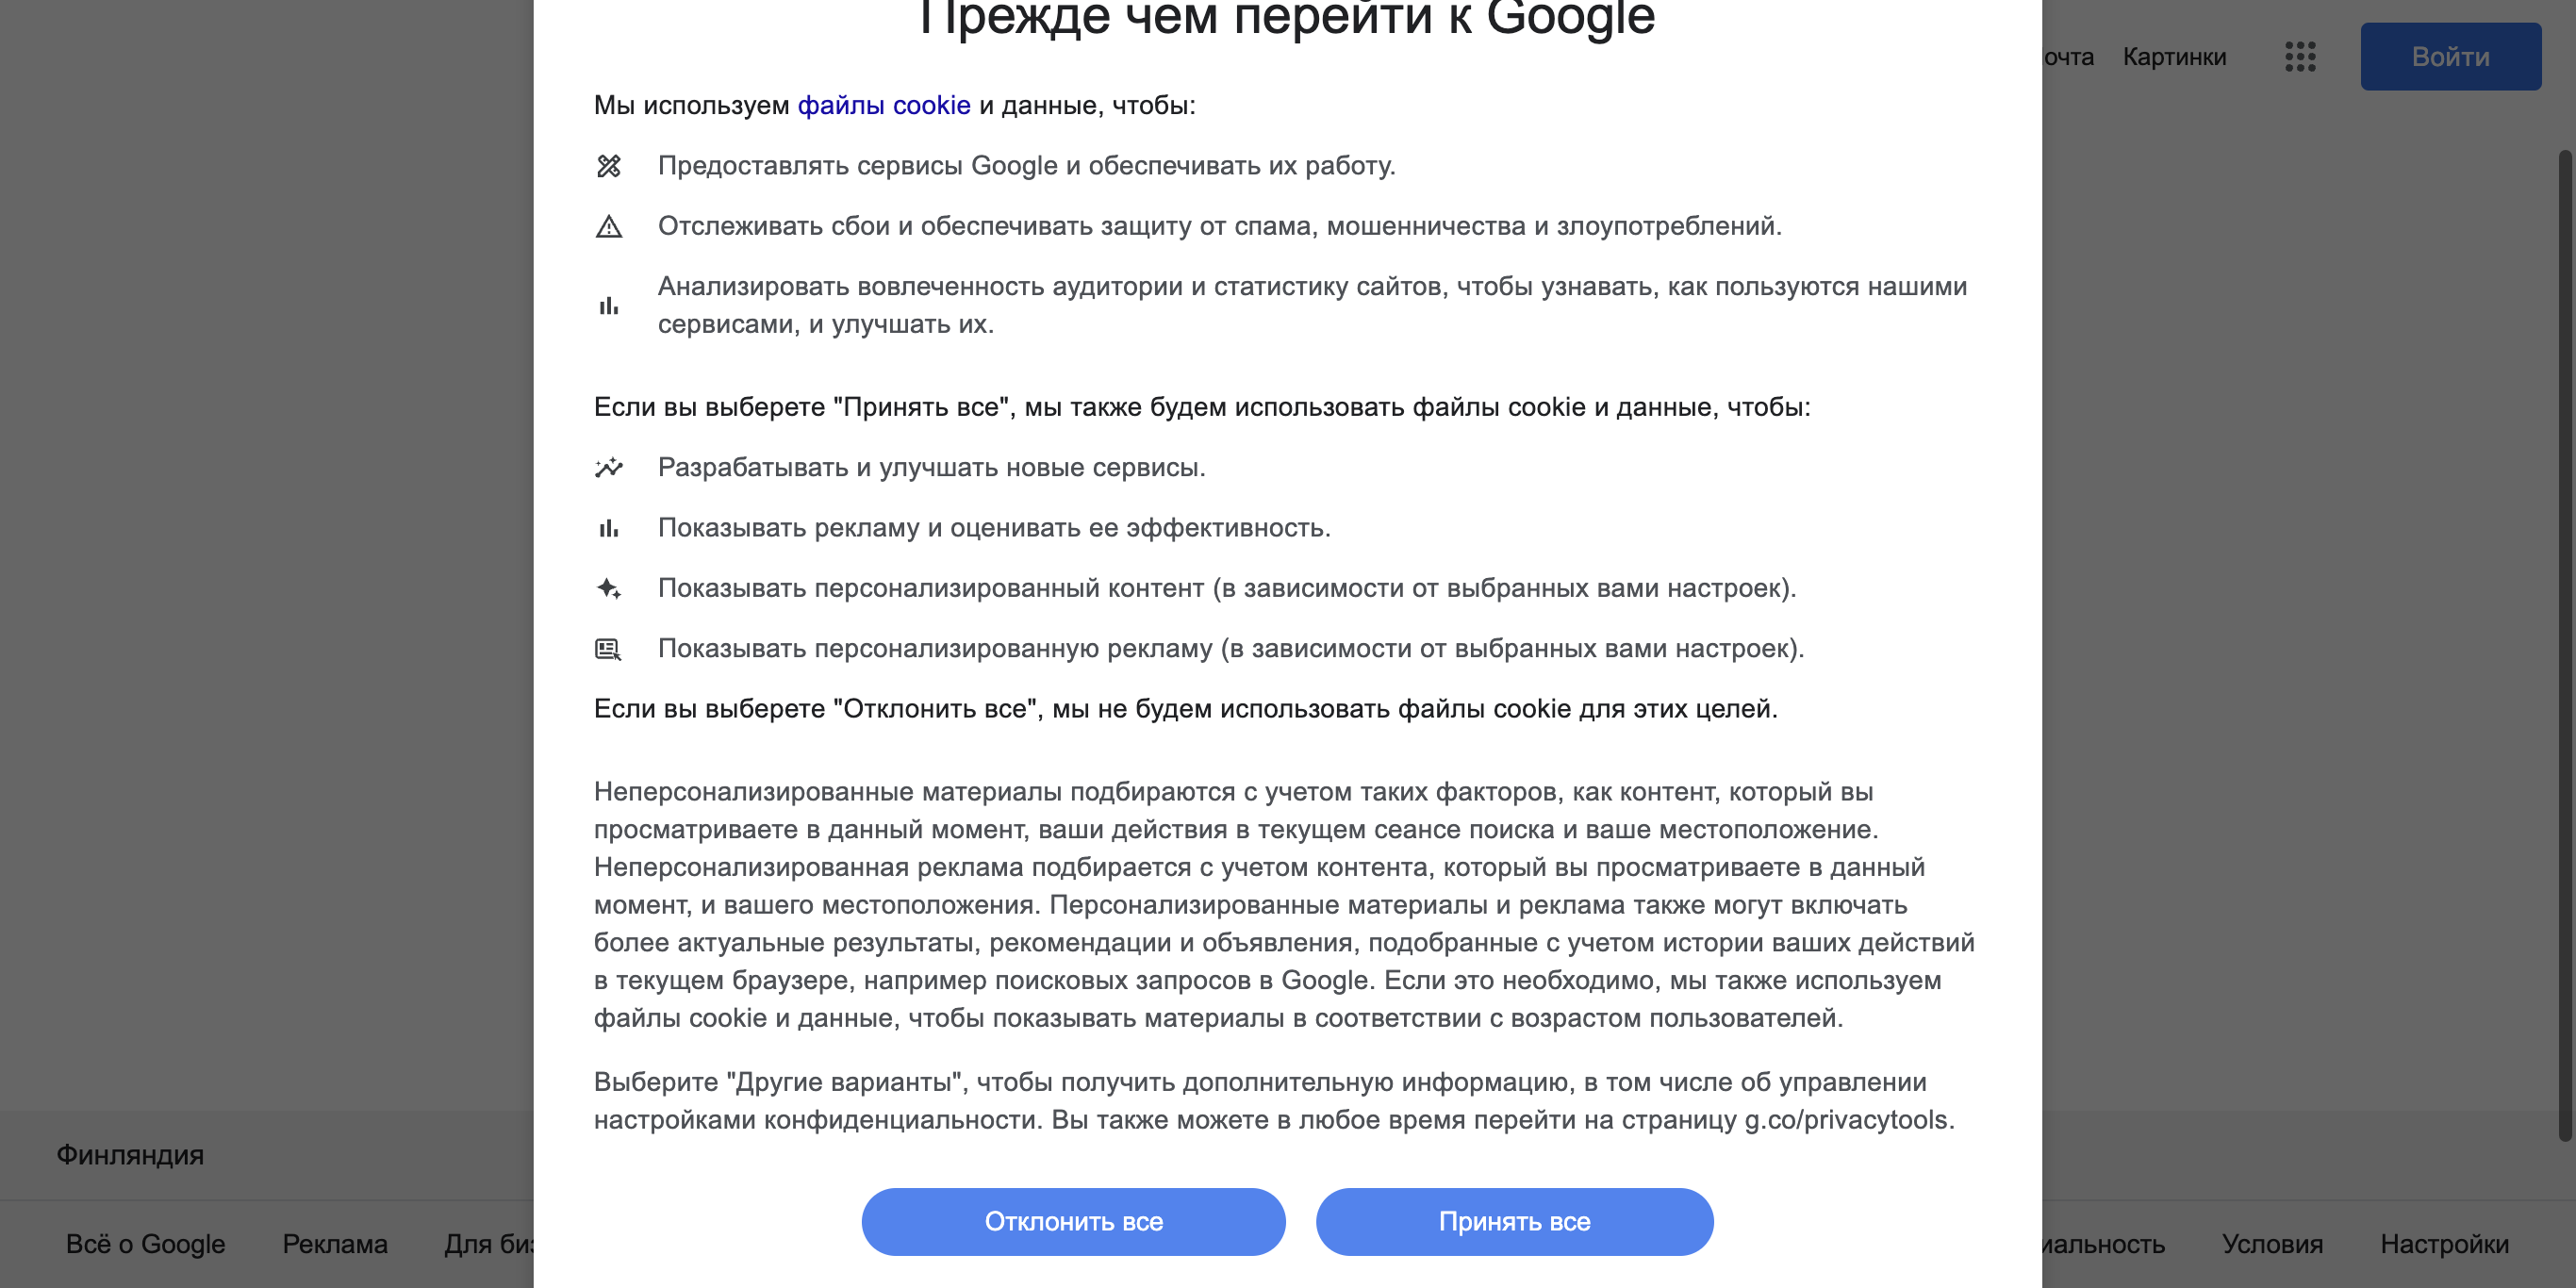 Прежде чем перейти к Google
Картинки
Войти
Мы используем файлы cookie и данные, чтобы:
Предоставлять сервисы Google и обеспечивать их работу.
Отслеживать сбои и обеспечивать защиту от спама, мошенничества и злоупотреблений.
Анализировать вовлеченность аудитории и статистику сайтов, чтобы узнавать, как пользуются нашими
сервисами, и улучшать их.
Если вы выберете "Принять все", мы также будем использовать файлы cookie и данные, чтобы:
Разрабатывать и улучшать новые сервисы.
Показывать рекламу и оценивать ее эффективность.
Показывать персонализированный контент (в зависимости от выбранных вами настроек).
Показывать персонализированную рекламу (в зависимости от выбранных вами настроек).
Если вы выберете "Отклонить все", мы не будем использовать файлы cookie для этих целей.
Неперсонализированные материалы подбираются с учетом таких факторов, как контент, который вы
просматриваете в данный момент, ваши действия в текущем сеансе поиска и ваше местоположение.
Неперсонализированная реклама подбирается с учетом контента, который вы просматриваете в данный
момент, и вашего местоположения. Персонализированные материалы и реклама также могут включать
более актуальные результаты, рекомендации и объявления, подобранные с учетом истории ваших действий
в текущем браузере, например поисковых запросов в Google. Если это необходимо, мы также используем
файлы cookie и данные, чтобы показывать материалы в соответствии с возрастом пользователей.
Выберите "Другие варианты", чтобы получить дополнительную информацию, в том числе об управлении
настройками конфиденциальности. Вы также можете в любое время перейти на страницу g.co/privacytools.
Финляндия
Отклонить все
Принять все
Всё о Google
Реклама
Для
Условия
Настройки